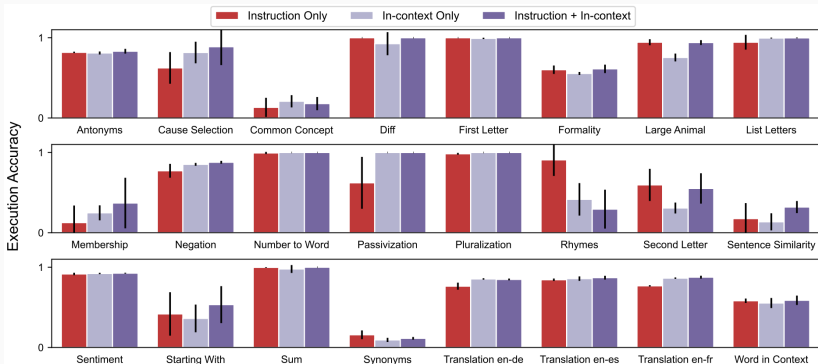 Instruction Only In-context Only Instruction + In-context
Execution Accuracy
1
0
Antonyms Cause Selection Common Concept Diff First Letter Formality Large Animal List Letters
1
0
Membership Negation Number to Word Passivization Pluralization Rhymes Second Letter Sentence Similarity
1
0
Sentiment Starting With Sum Synonyms Translation en-de Translation en-es Translation en-fr Word in Context